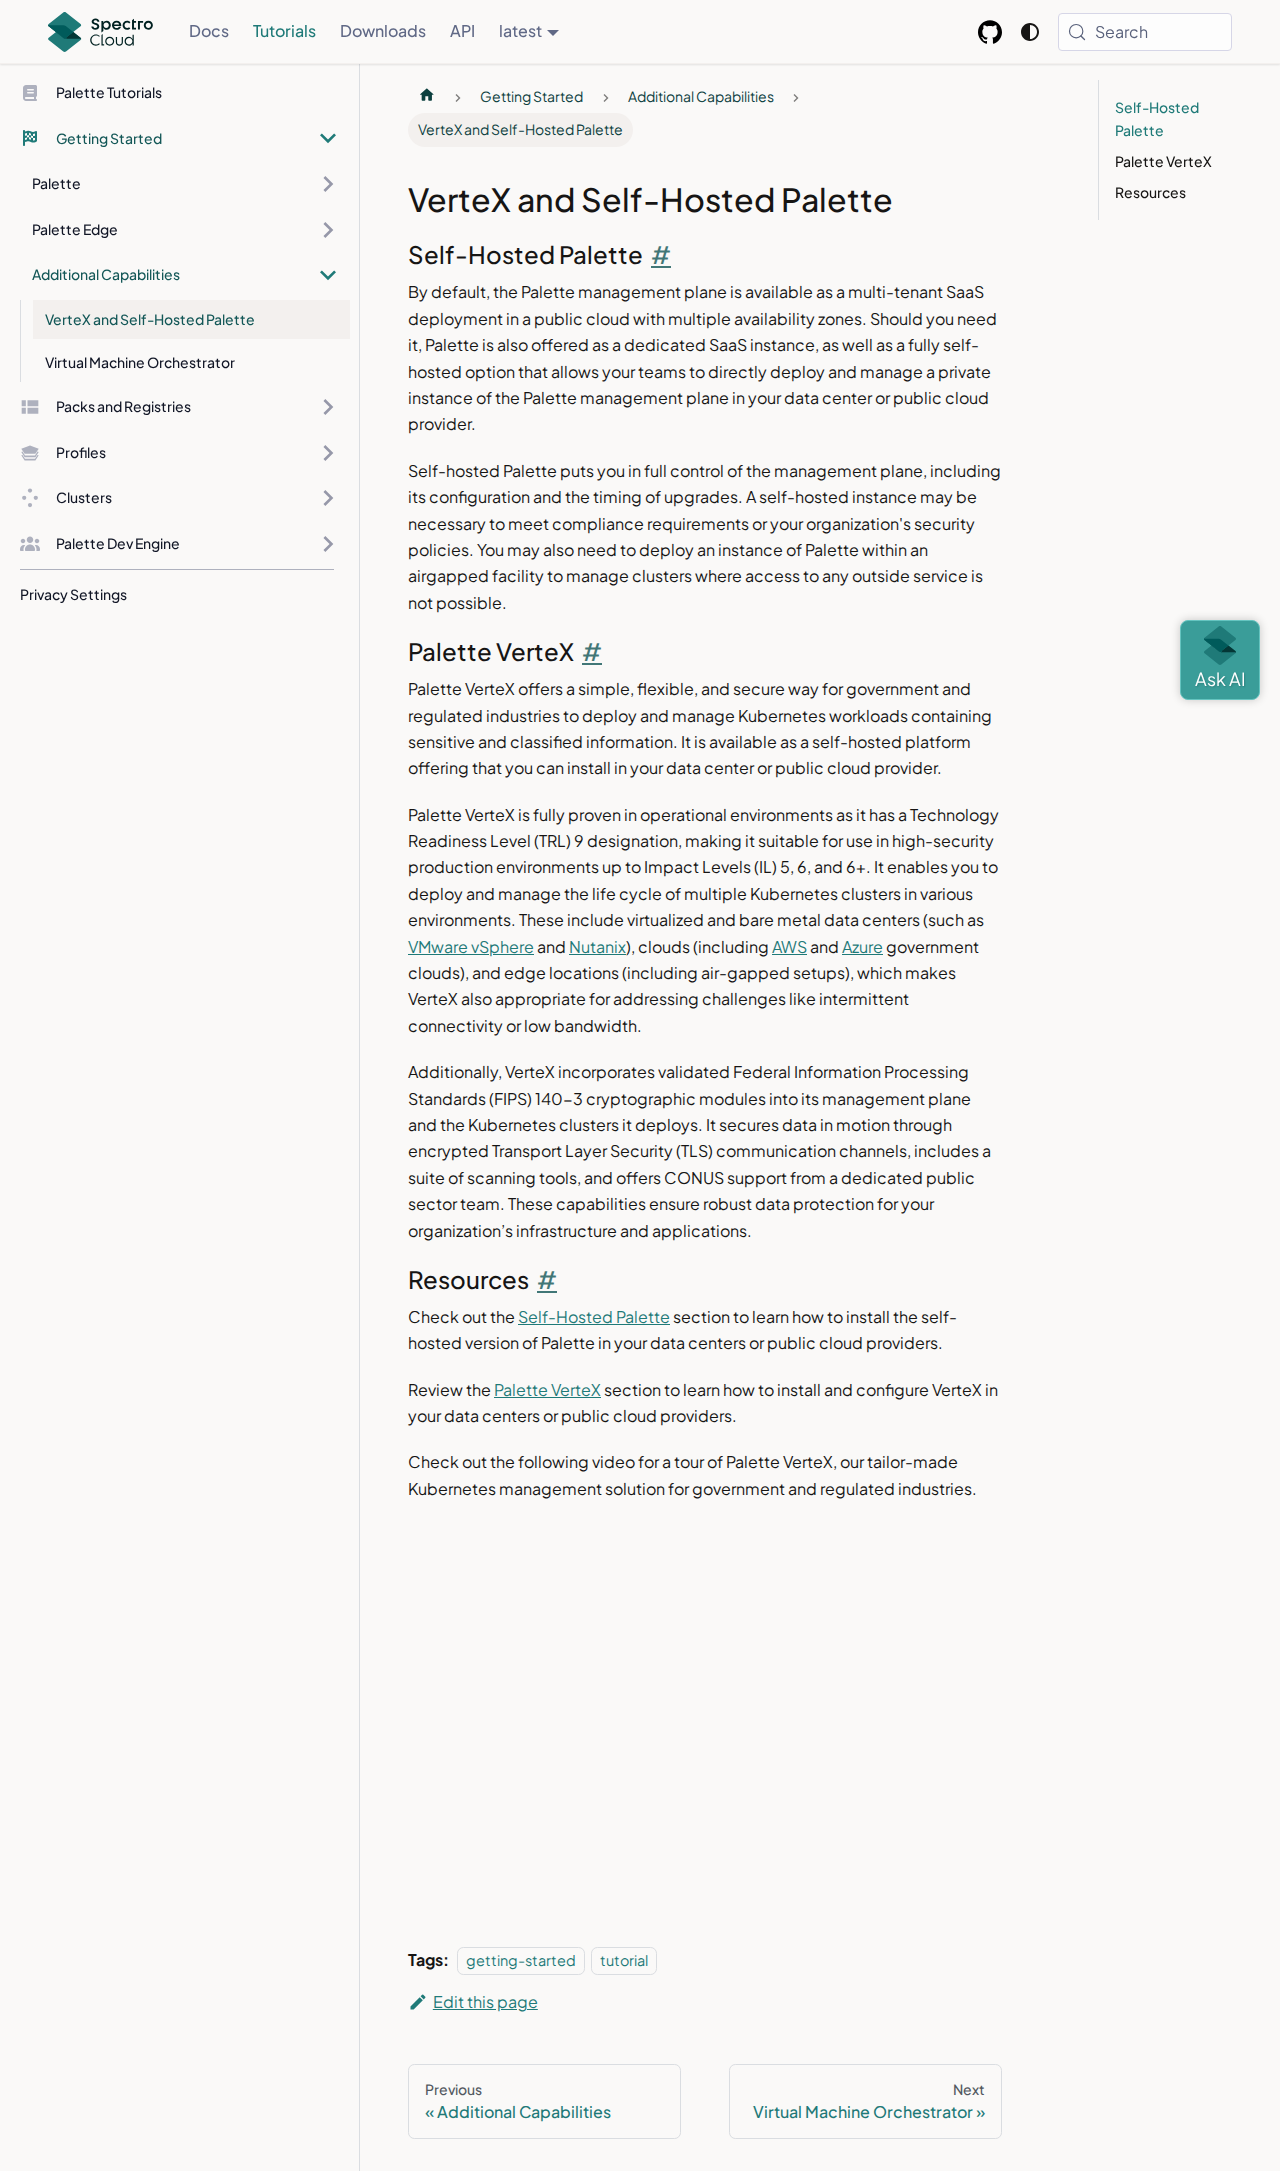 Spectro
Cloud
Docs
Tutorials
Downloads
API
latest
Search
Palette Tutorials
Getting Started
Palette
Palette Edge
Additional Capabilities
VerteX and Self-Hosted Palette
Virtual Machine Orchestrator
Packs and Registries
Profiles
Clusters
Palette Dev Engine
Privacy Settings
Getting Started
Additional Capabilities
VerteX and Self-Hosted Palette
VerteX and Self-Hosted Palette
Self-Hosted Palette #
By default, the Palette management plane is available as a multi-tenant SaaS
deployment in a public cloud with multiple availability zones. Should you need
it, Palette is also offered as a dedicated SaaS instance, as well as a fully self-
hosted option that allows your teams to directly deploy and manage a private
instance of the Palette management plane in your data center or public cloud
provider.
Self-hosted Palette puts you in full control of the management plane, including
its configuration and the timing of upgrades. A self-hosted instance may be
necessary to meet compliance requirements or your organization's security
policies. You may also need to deploy an instance of Palette within an
airgapped facility to manage clusters where access to any outside service is
not possible.
Palette VerteX #
Palette VerteX offers a simple, flexible, and secure way for government and
regulated industries to deploy and manage Kubernetes workloads containing
sensitive and classified information. It is available as a self-hosted platform
offering that you can install in your data center or public cloud provider.
Palette VerteX is fully proven in operational environments as it has a Technology
Readiness Level (TRL) 9 designation, making it suitable for use in high-security
production environments up to Impact Levels (IL) 5, 6, and 6+. It enables you to
deploy and manage the life cycle of multiple Kubernetes clusters in various
environments. These include virtualized and bare metal data centers (such as
VMware vSphere and Nutanix), clouds (including AWS and Azure government
clouds), and edge locations (including air-gapped setups), which makes
VerteX also appropriate for addressing challenges like intermittent
connectivity or low bandwidth.
Additionally, VerteX incorporates validated Federal Information Processing
Standards (FIPS) 140-3 cryptographic modules into its management plane
and the Kubernetes clusters it deploys. It secures data in motion through
encrypted Transport Layer Security (TLS) communication channels, includes a
suite of scanning tools, and offers CONUS support from a dedicated public
sector team. These capabilities ensure robust data protection for your
organization’s infrastructure and applications.
Resources #
Check out the Self-Hosted Palette section to learn how to install the self-
hosted version of Palette in your data centers or public cloud providers.
Review the Palette VerteX section to learn how to install and configure VerteX in
your data centers or public cloud providers.
Check out the following video for a tour of Palette VerteX, our tailor-made
Kubernetes management solution for government and regulated industries.
Tags:
getting-started
tutorial
Edit this page
Previous
« Additional Capabilities
Next
Virtual Machine Orchestrator »
Self-Hosted
Palette
Palette VerteX
Resources
Ask AI